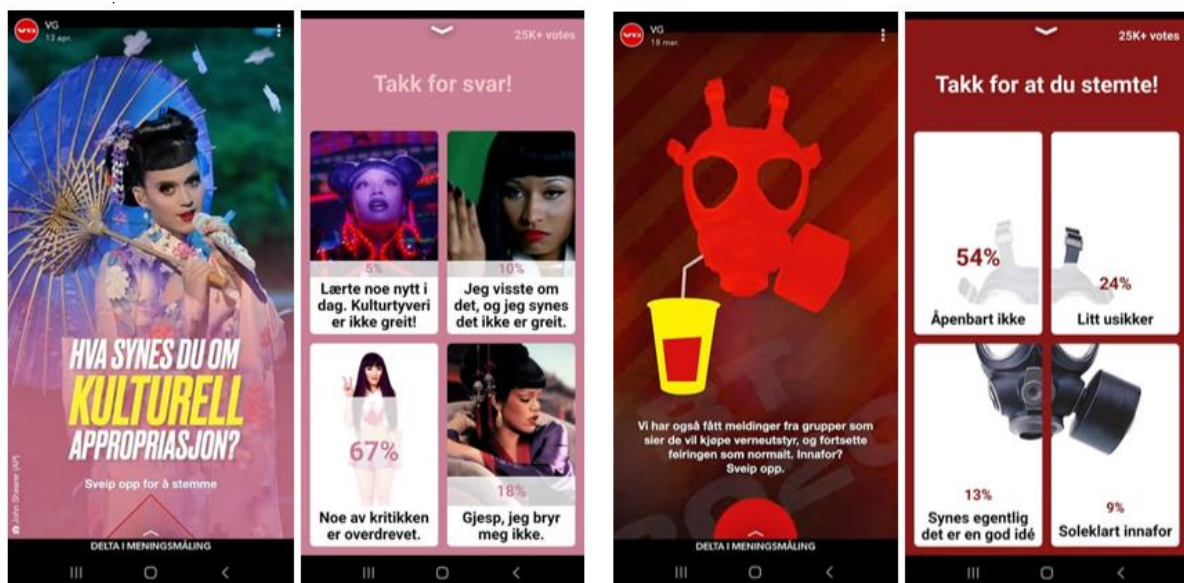 VG
13 apr.
HVA SYNES DU OM
KULTURELL
APPROPRIASJON?
Sveip opp for å stemme
John Shearer (AP)
DELTA I MENINGSMÅLING
25K+ votes
Takk for svar!
5%
Lærte noe nytt i
dag. Kulturtyveri
er ikke greit!
10%
Jeg visste om
det, og jeg synes
det ikke er greit.
67%
Noe av kritikken
er overdrevet.
18%
Gjesp, jeg bryr
meg ikke.
VG
18 mar.
Vi har også fått meldinger fra grupper som
sier de vil kjøpe verneutstyr, og fortsette
feiringen som normalt. Innafor?
Sveip opp.
DELTA I MENINGSMÅLING
25K+ votes
Takk for at du stemte!
54%
Åpenbart ikke
24%
Litt usikker
13%
Synes egentlig
det er en god idé
9%
Soleklart innafor